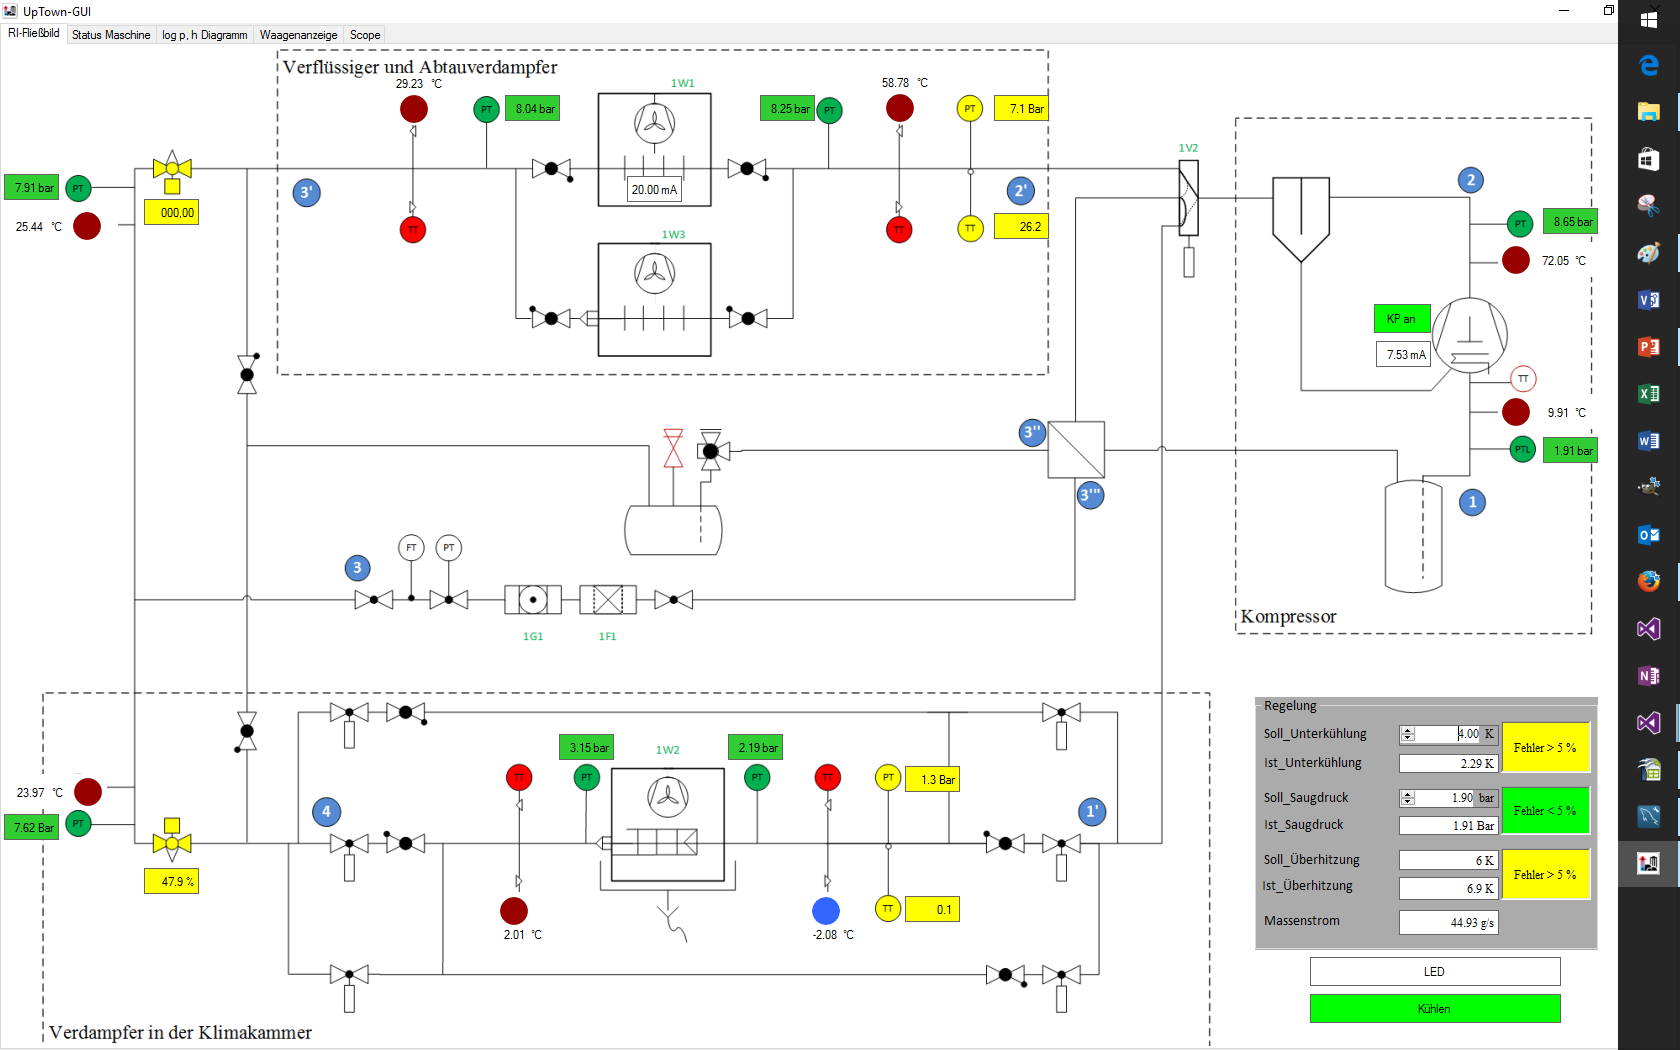 UpTown-GUI
RI-Fließbild
Status Maschine
log p, h Diagramm
Waagenanzeige
Scope
Verflüssiger und Abtauverdampfer
29.23 °C
PT
8.04 bar
1W1
20.00 mA
8.25 bar
PT
58.78 °C
PT
7.1 Bar
1V2
7.91 bar
PT
25.44 °C
000,00
3'
TT
1W3
TT
TT
26.2
2'
2
PT
8.65 bar
72.05 °C
KP an
7.53 mA
TT
9.91 °C
PTL
1.91 bar
1
3''
3'''
Kompressor
3
FT
PT
1G1
1F1
23.97 °C
7.62 Bar
PT
47.9 %
4
TT
3.15 bar
PT
1W2
2.19 bar
PT
TT
PT
1.3 Bar
1'
2.01 °C
-2.08 °C
TT
0.1
Verdampfer in der Klimakammer
Regelung
Soll_Unterkühlung
4.00 K
Fehler > 5 %
Ist_Unterkühlung
2.29 K
Soll_Saugdruck
1.90 bar
Fehler < 5 %
Ist_Saugdruck
1.91 Bar
Soll_Überhitzung
6 K
Fehler > 5 %
Ist_Überhitzung
6.9 K
Massenstrom
44.93 g/s
LED
Kühlen